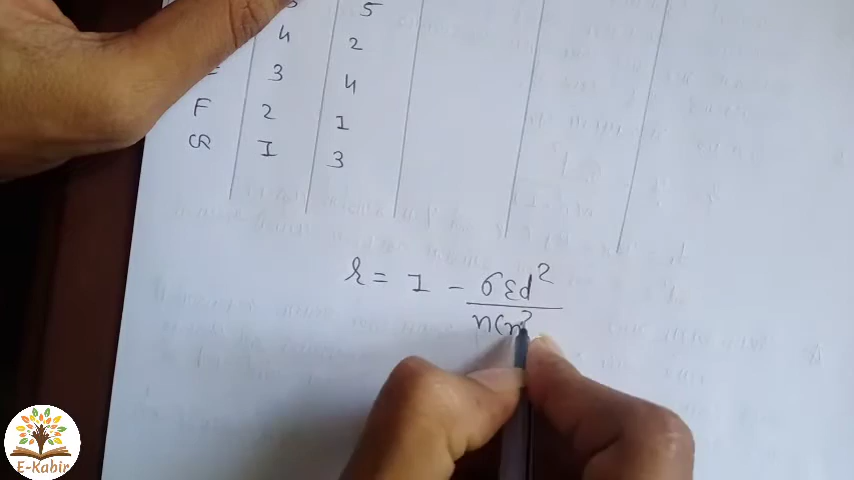 5
4 2
3 4
F 2 1
G 1 3
r = 1 - 6Σd²
n(n²
E-Kabir